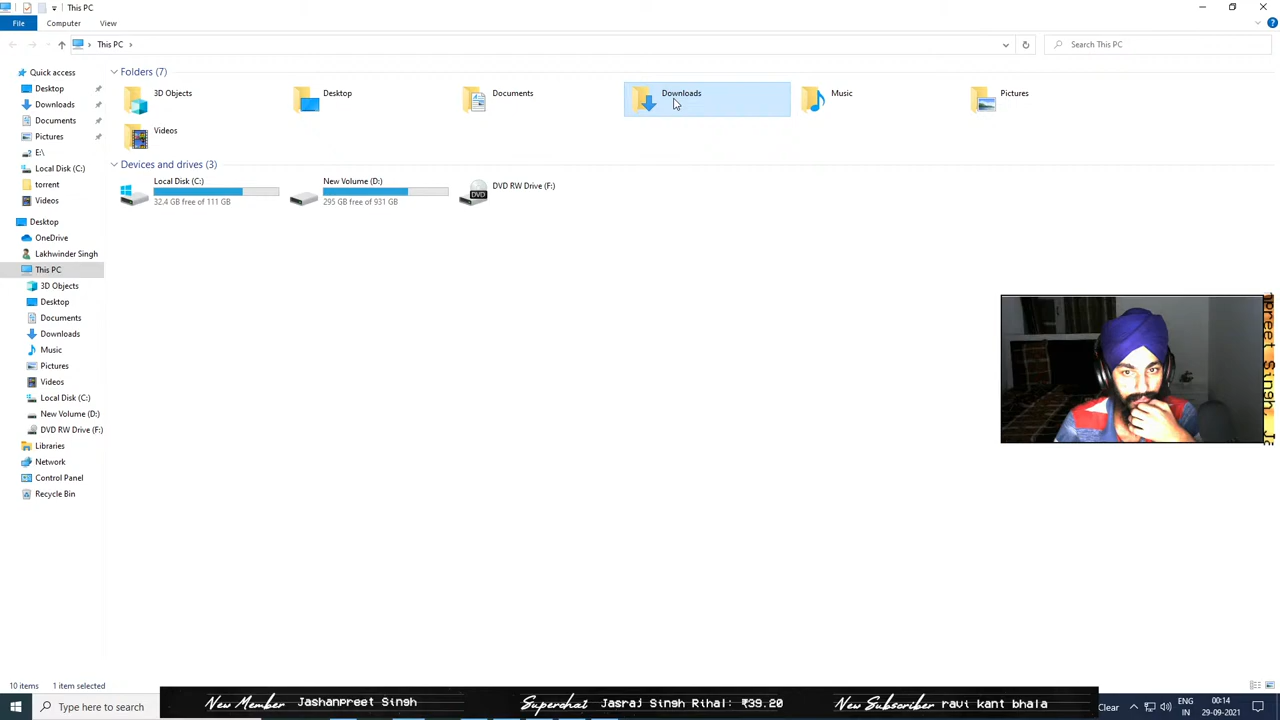 This PC
File
Computer
View
This PC
Search This PC
Quick access
Desktop
Downloads
Documents
Pictures
E:\
Local Disk (C:)
torrent
Videos
Desktop
OneDrive
Lakhwinder Singh
This PC
3D Objects
Desktop
Documents
Downloads
Music
Pictures
Videos
Local Disk (C:)
New Volume (D:)
DVD RW Drive (F:)
Libraries
Network
Control Panel
Recycle Bin
Folders (7)
3D Objects
Desktop
Documents
Downloads
Music
Pictures
Videos
Devices and drives (3)
Local Disk (C:)
32.4 GB free of 111 GB
New Volume (D:)
295 GB free of 931 GB
DVD
DVD RW Drive (F:)
preet Singh, Ja
10 items
1 item selected
Type here to search
New Member Jashanpreet Singh
Superchat Jasraj Rihal: ₹39.20
New Subscriber ravi kant bhala
Clear
ENG
IN
00:14
29-09-2021